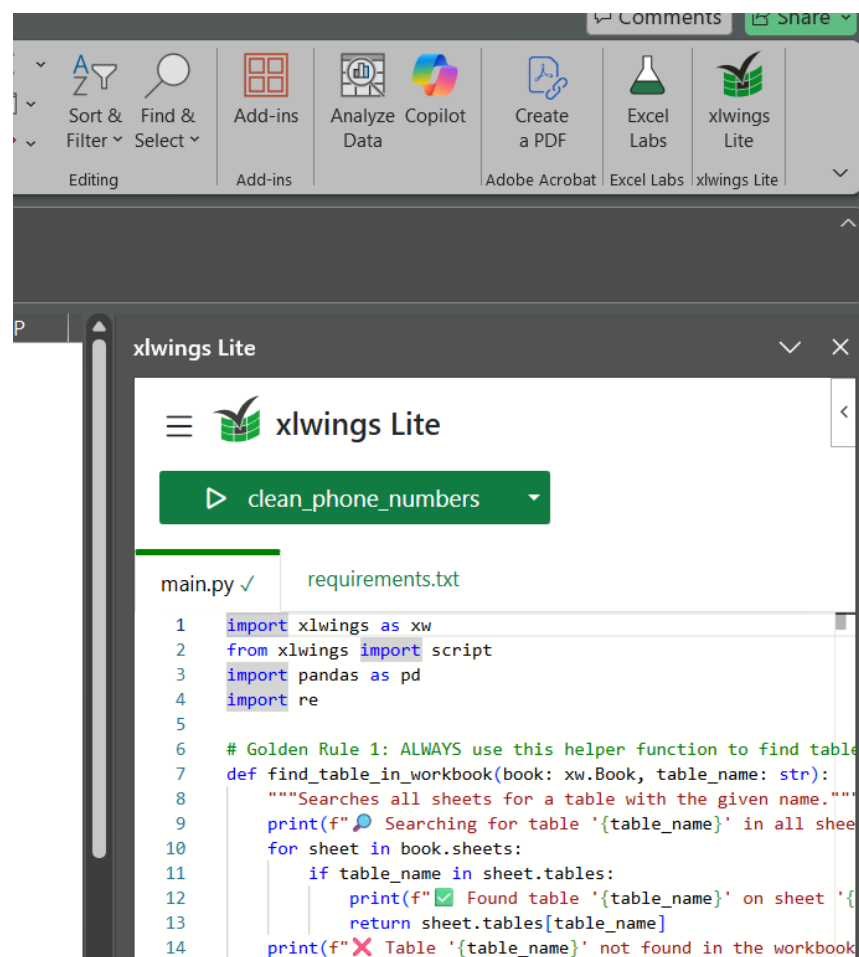 Comments Share
Sort & Filter
Find & Select
Add-ins
Analyze Data
Copilot
Create a PDF
Excel Labs
xlwings Lite
Editing
Add-ins
Adobe Acrobat
Excel Labs
xlwings Lite
P
xlwings Lite
xlwings Lite
clean_phone_numbers
main.py ✓ requirements.txt
1 import xlwings as xw
2 from xlwings import script
3 import pandas as pd
4 import re
5
6 # Golden Rule 1: ALWAYS use this helper function to find table
7 def find_table_in_workbook(book: xw.Book, table_name: str):
8 """Searches all sheets for a table with the given name."""
9 print(f"🔎 Searching for table '{table_name}' in all shee
10 for sheet in book.sheets:
11 if table_name in sheet.tables:
12 print(f"✅ Found table '{table_name}' on sheet '{
13 return sheet.tables[table_name]
14 print(f"❌ Table '{table_name}' not found in the workbook